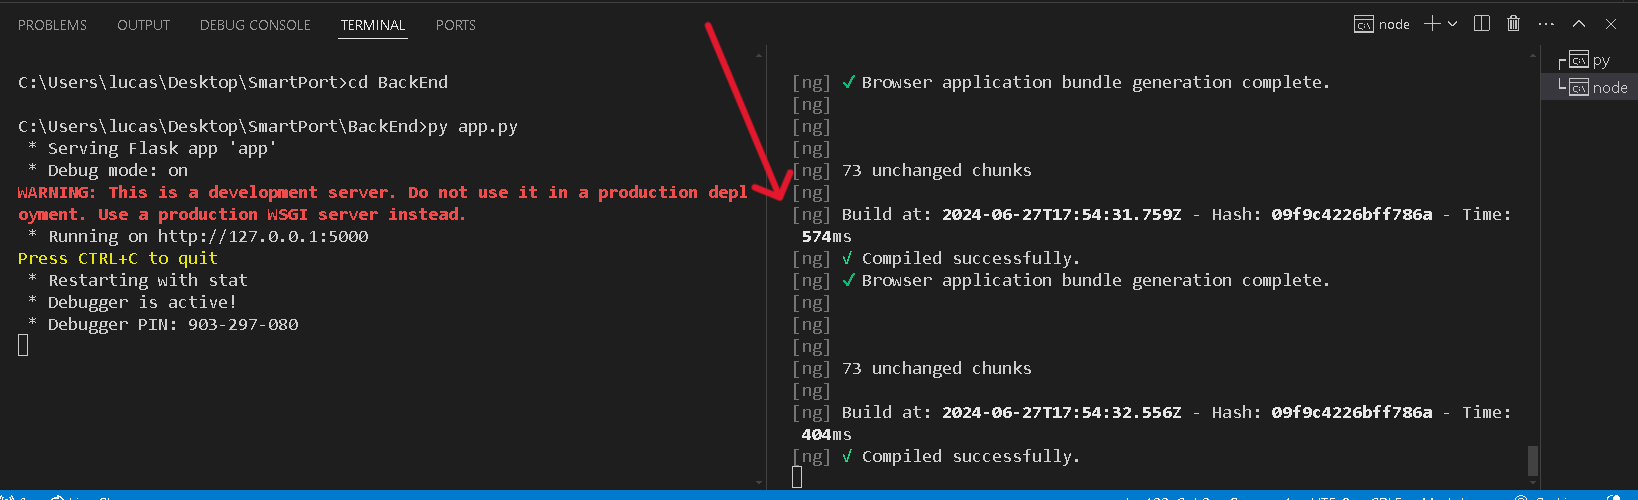 PROBLEMS OUTPUT DEBUG CONSOLE TERMINAL PORTS
node
C:\Users\lucas\Desktop\SmartPort>cd BackEnd
C:\Users\lucas\Desktop\SmartPort\BackEnd>py app.py
* Serving Flask app 'app'
* Debug mode: on
WARNING: This is a development server. Do not use it in a production depl
oyment. Use a production WSGI server instead.
* Running on http://127.0.0.1:5000
Press CTRL+C to quit
* Restarting with stat
* Debugger is active!
* Debugger PIN: 903-297-080
[ng] ✓ Browser application bundle generation complete.
[ng]
[ng]
[ng]
[ng] 73 unchanged chunks
[ng]
[ng] Build at: 2024-06-27T17:54:31.759Z - Hash: 09f9c4226bff786a - Time:
574ms
[ng] √ Compiled successfully.
[ng] ✓ Browser application bundle generation complete.
[ng]
[ng]
[ng]
[ng] 73 unchanged chunks
[ng]
[ng] Build at: 2024-06-27T17:54:32.556Z - Hash: 09f9c4226bff786a - Time:
404ms
[ng] √ Compiled successfully.
py
node